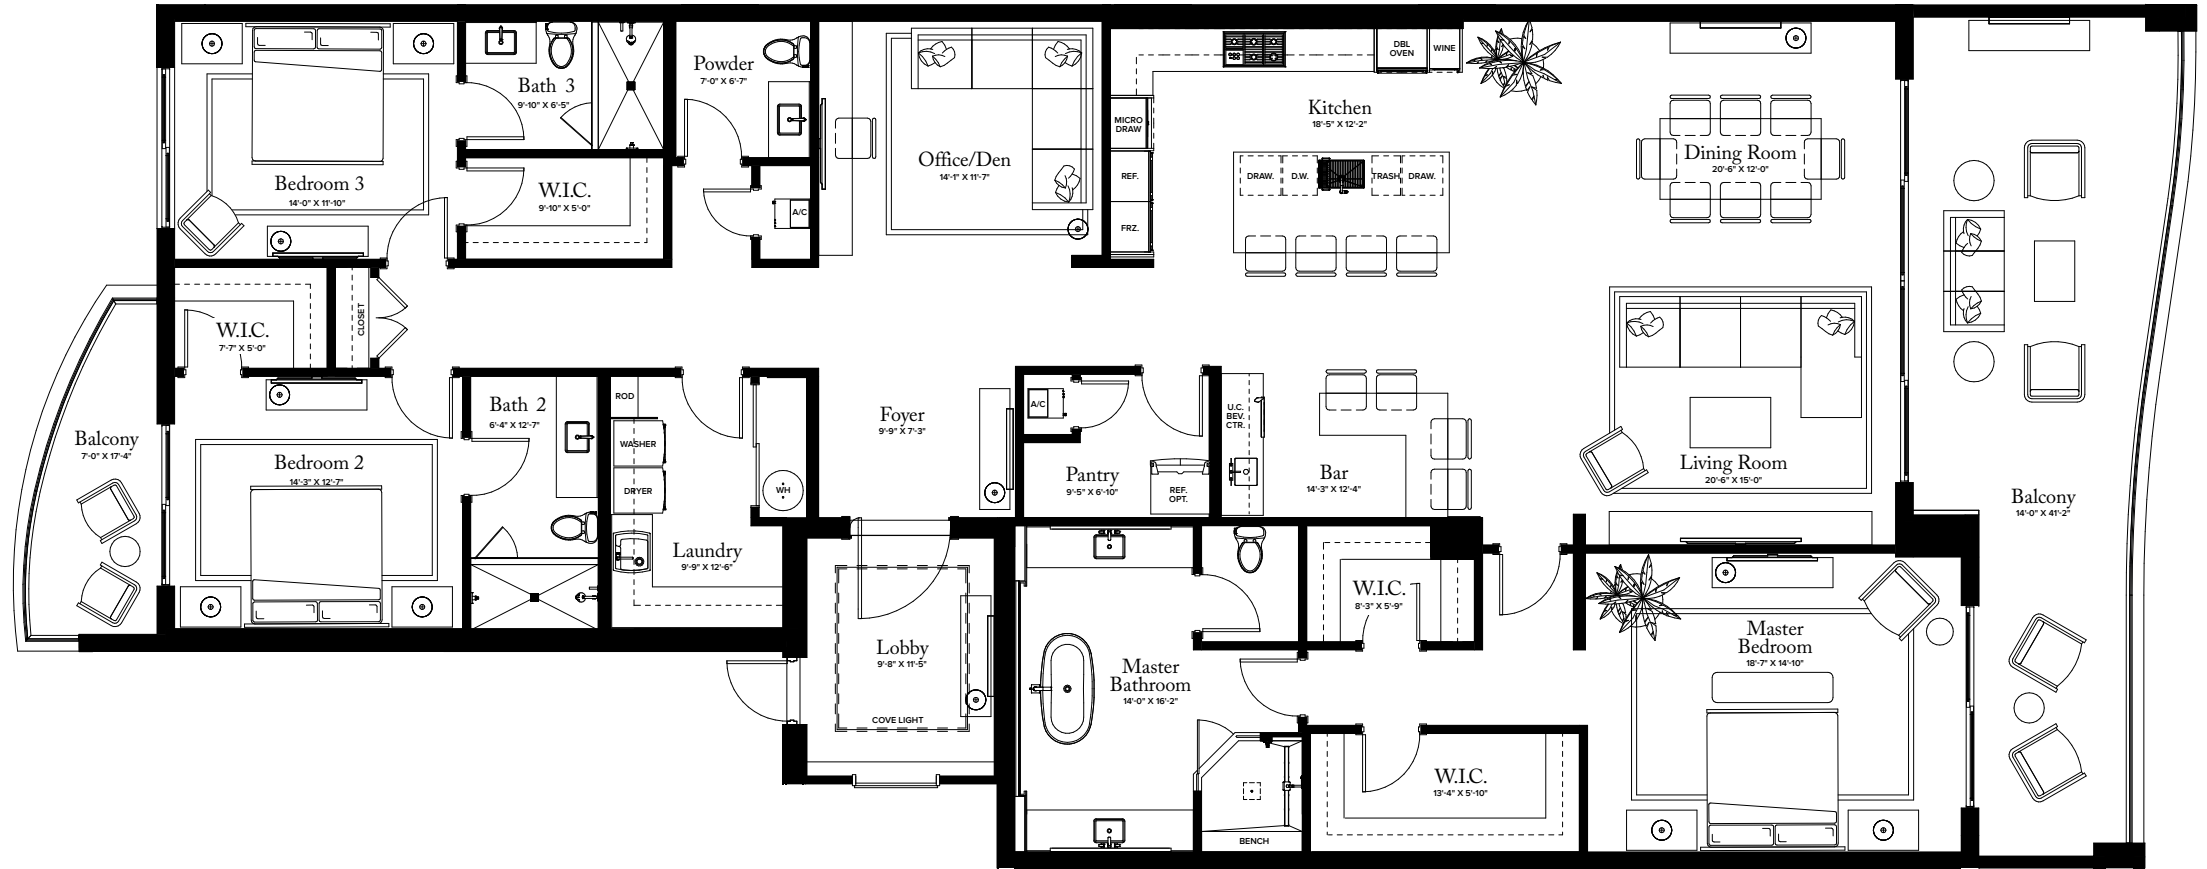 Bedroom 3
14'-0" X 11'-10"
Bath 3
9'-10" X 6'-5"
W.I.C.
9'-10" X 5'-0"
Powder
7'-0" X 6'-7"
A/C
Office/Den
14'-1" X 11'-7"
DBL
OVEN
WINE
MICRO
DRAW
REF.
FRZ.
Kitchen
18'-5" X 12'-2"
DRAW.
D.W.
TRASH
DRAW.
Dining Room
20'-6" X 12'-0"
W.I.C.
7'-7" X 5'-0"
CLOSET
Balcony
7'-0" X 17'-4"
Bedroom 2
14'-3" X 12'-7"
Bath 2
6'-4" X 12'-7"
ROD
WASHER
DRYER
WH
Laundry
9'-9" X 12'-6"
Foyer
9'-9" X 7'-3"
A/C
Pantry
9'-5" X 6'-10"
REF.
OPT.
U.C.
BEV.
CTR.
Bar
14'-3" X 12'-4"
Living Room
20'-6" X 15'-0"
Balcony
14'-0" X 41'-2"
Lobby
9'-8" X 11'-5"
COVE LIGHT
Master
Bathroom
14'-0" X 16'-2"
BENCH
W.I.C.
8'-3" X 5'-9"
W.I.C.
13'-4" X 5'-10"
Master
Bedroom
18'-7" X 14'-10"